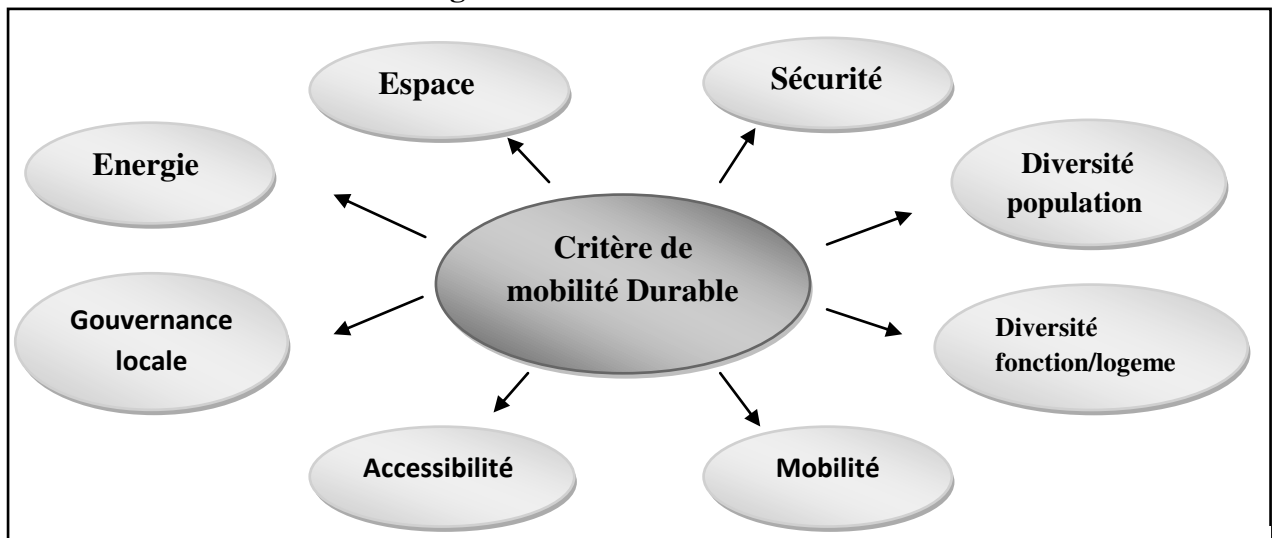 Espace
Sécurité
Energie
Diversité
population
Critère de
mobilité Durable
Gouvernance
locale
Diversité
fonction/logeme
Accessibilité
Mobilité